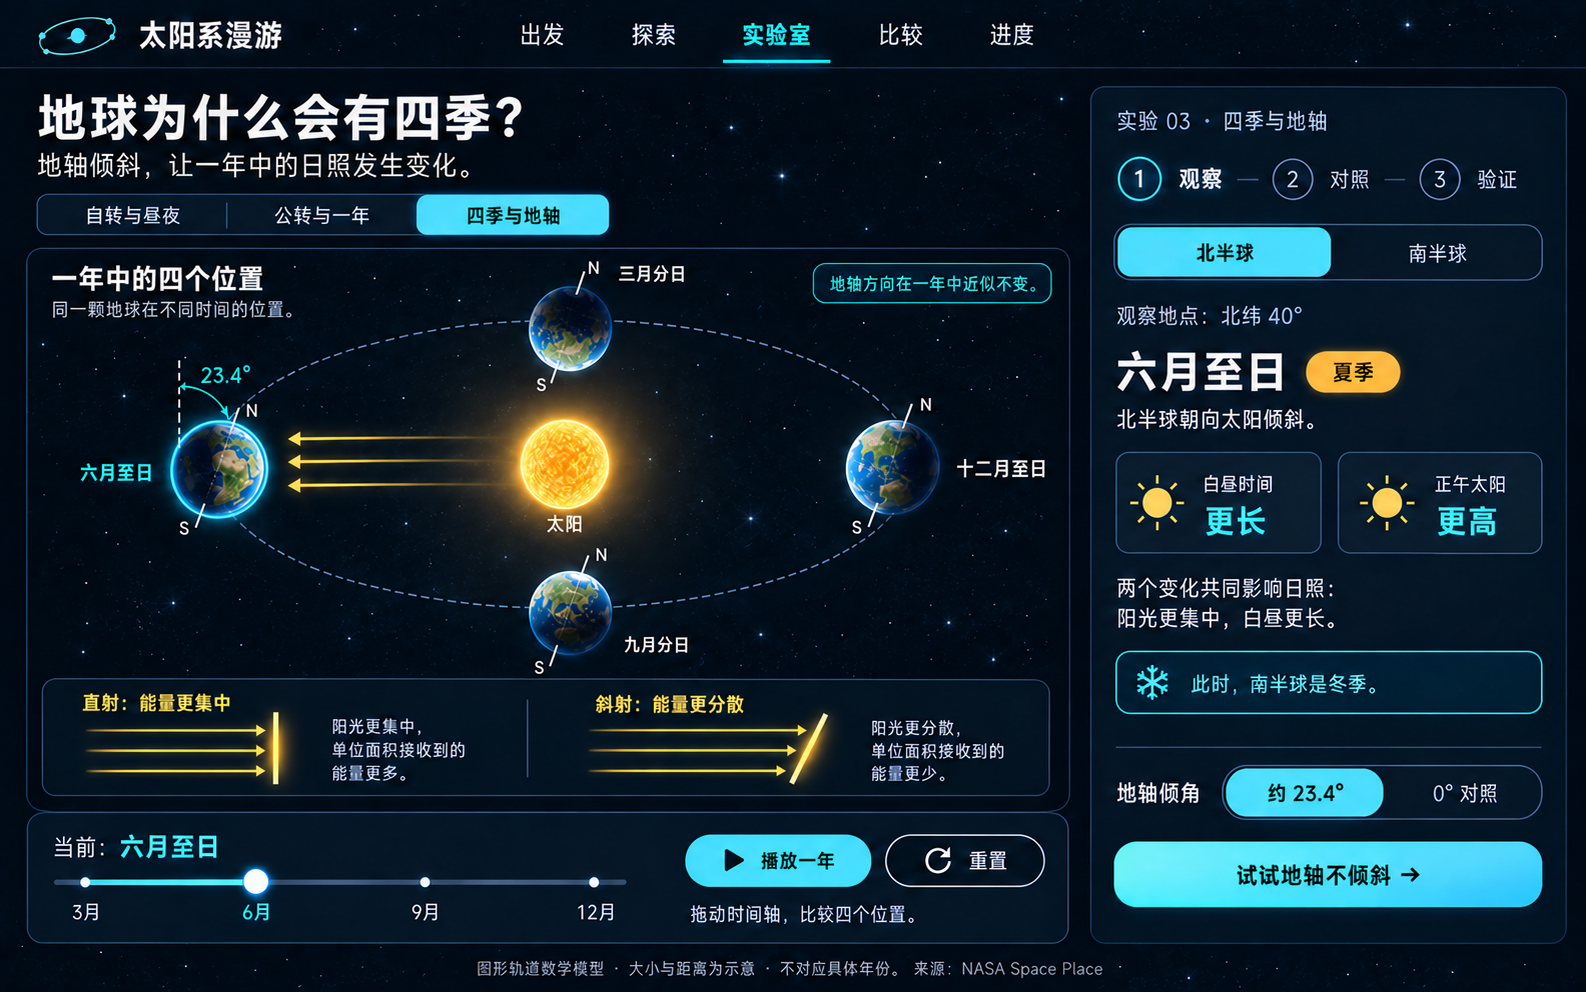 太阳系漫游
出发
探索
实验室
比较
进度
地球为什么会有四季？
地轴倾斜，让一年中的日照发生变化。
自转与昼夜
公转与一年
四季与地轴
一年中的四个位置
同一颗地球在不同时间的位置。
地轴方向在一年中近似不变。
N
三月分日
S
23.4°
N
六月至日
S
太阳
N
十二月至日
S
N
九月分日
S
直射：能量更集中
阳光更集中，
单位面积接收到的
能量更多。
斜射：能量更分散
阳光更分散，
单位面积接收到的
能量更少。
当前：六月至日
3月
6月
9月
12月
播放一年
重置
拖动时间轴，比较四个位置。
实验 03 · 四季与地轴
1 观察
2 对照
3 验证
北半球
南半球
观察地点：北纬 40°
六月至日
夏季
北半球朝向太阳倾斜。
白昼时间
更长
正午太阳
更高
两个变化共同影响日照：
阳光更集中，白昼更长。
此时，南半球是冬季。
地轴倾角
约 23.4°
0° 对照
试试地轴不倾斜 →
图形轨道数学模型 · 大小与距离为示意 · 不对应具体年份。 来源：NASA Space Place